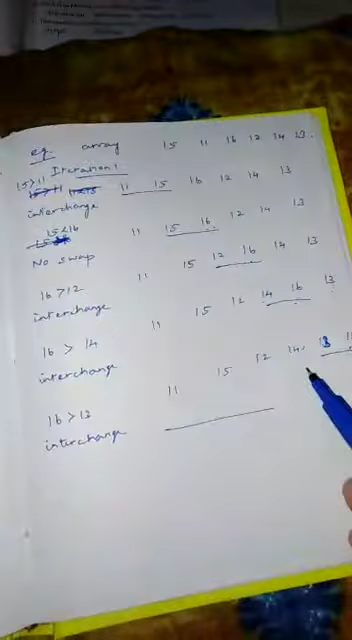 eg. array 15 11 16 12 14 13.
Iteration 1
15>11 11 15 16 12 14 13
interchange
15<16 11 15 16. 12 14 13
No swap
16>12 11 15 12 16 14 13
interchange
16 > 14 11 15 12 14 16 13
interchange
16>13 11 15 12 14. 13
interchange